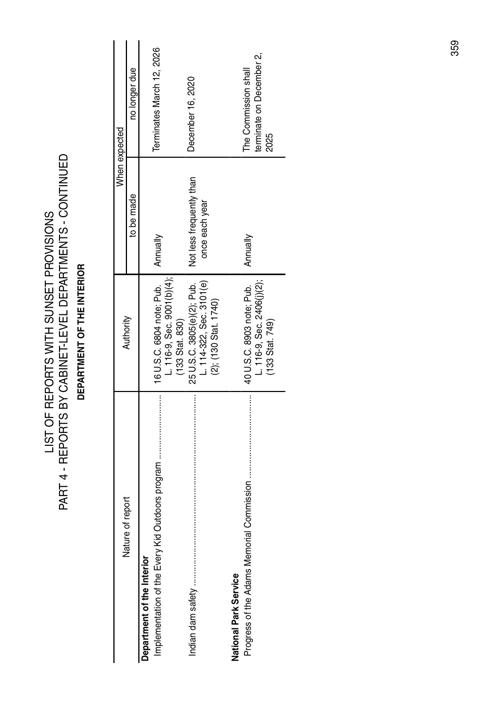 LIST OF REPORTS WITH SUNSET PROVISIONS
PART 4 - REPORTS BY CABINET-LEVEL DEPARTMENTS - CONTINUED
DEPARTMENT OF THE INTERIOR
Nature of report
Authority
When expected
to be made
no longer due
Department of the Interior
Implementation of the Every Kid Outdoors program ........................ 16 U.S.C. 6804 note; Pub. Annually Terminates March 12, 2026
L. 116-9, Sec. 9001(b)(4);
(133 Stat. 830)
Indian dam safety ........................................................................ 25 U.S.C. 3805(e)(2); Pub. Not less frequently than December 16, 2020
L. 114-322, Sec. 3101(e) once each year
(2); (130 Stat. 1740)
National Park Service
Progress of the Adams Memorial Commission ................................ 40 U.S.C. 8903 note; Pub. Annually The Commission shall
L. 116-9, Sec. 2406(j)(2); terminate on December 2,
(133 Stat. 749) 2025
359